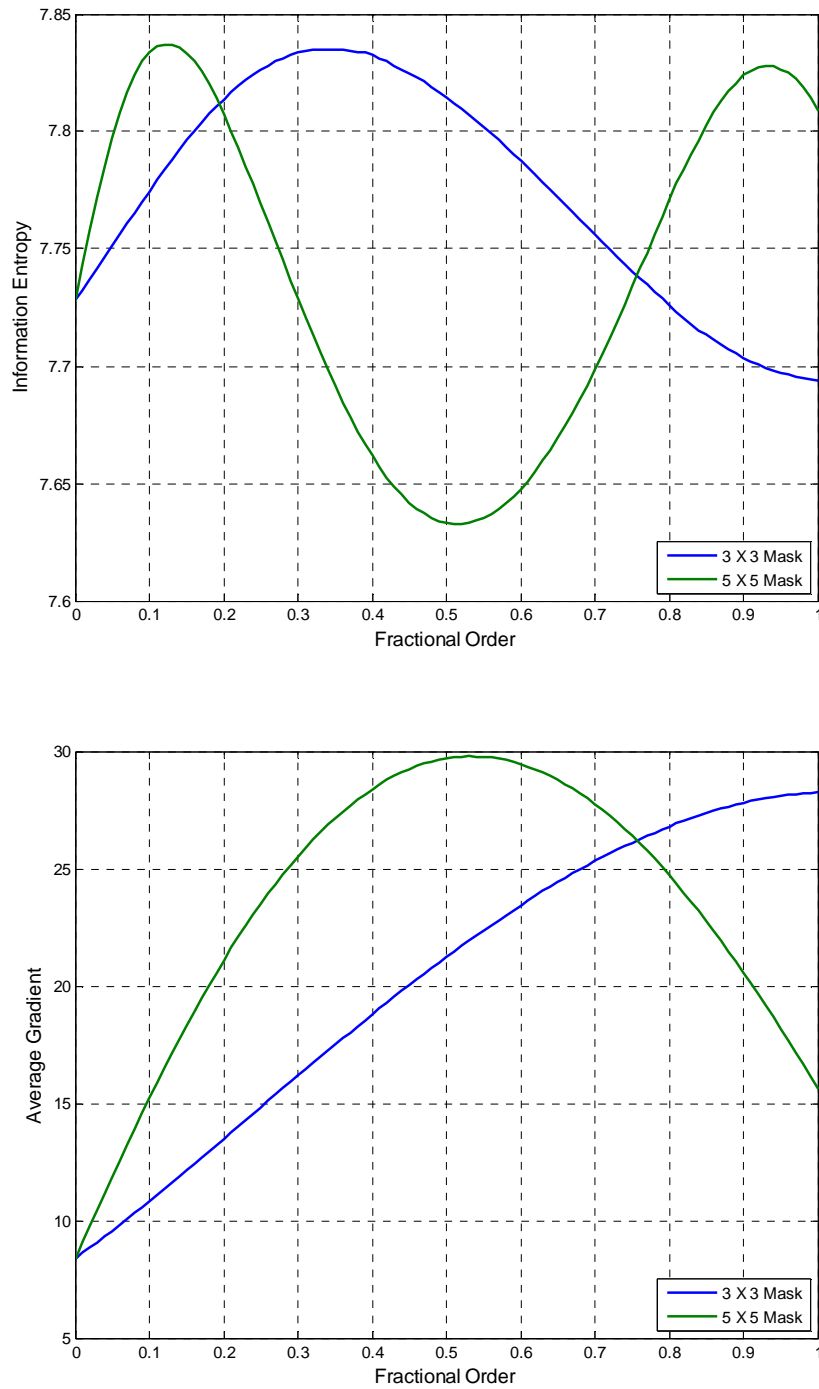 7.85
7.8
7.75
7.7
7.65
7.6
Information Entropy
0 0.1 0.2 0.3 0.4 0.5 0.6 0.7 0.8 0.9 1
Fractional Order
3 X 3 Mask
5 X 5 Mask
30
25
20
15
10
5
Average Gradient
0 0.1 0.2 0.3 0.4 0.5 0.6 0.7 0.8 0.9 1
Fractional Order
3 X 3 Mask
5 X 5 Mask